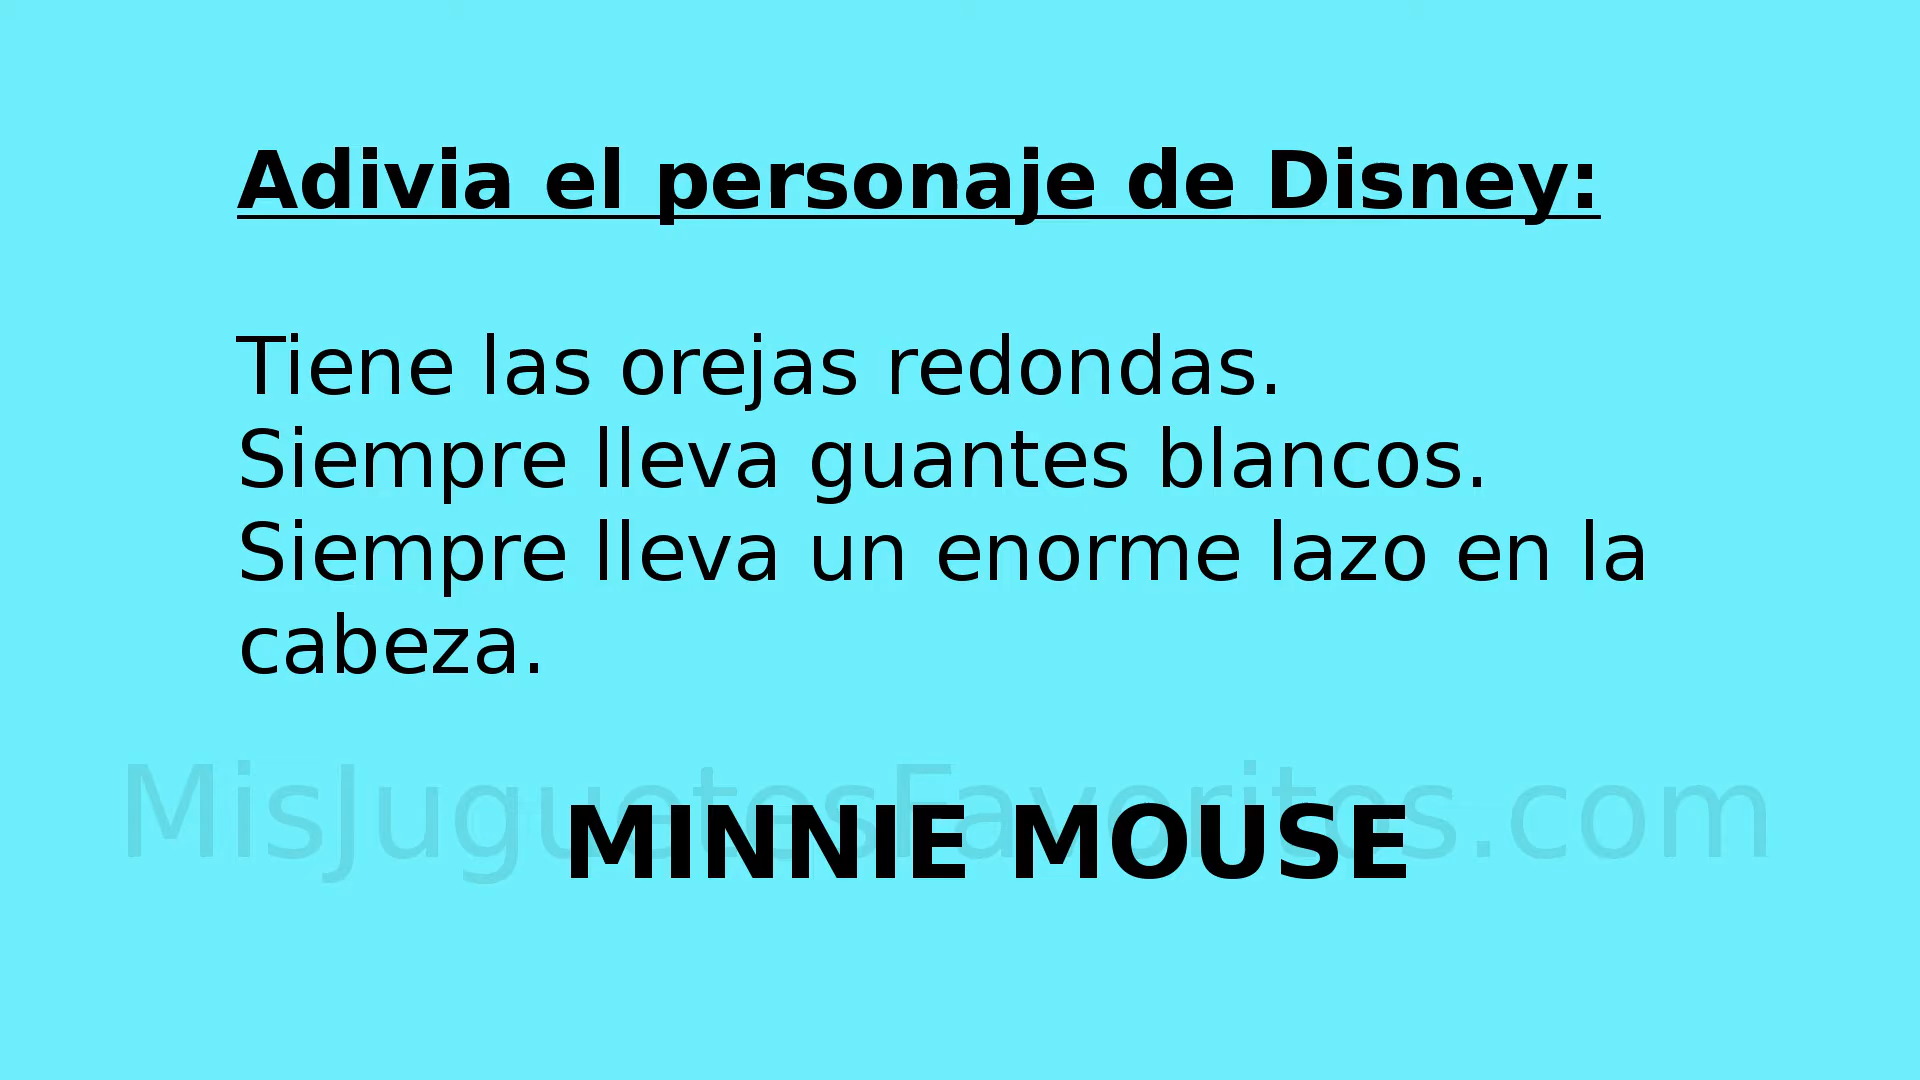 Adivia el personaje de Disney:
Tiene las orejas redondas.
Siempre lleva guantes blancos.
Siempre lleva un enorme lazo en la
cabeza.
MisJuguetesFavoritos.com
MINNIE MOUSE